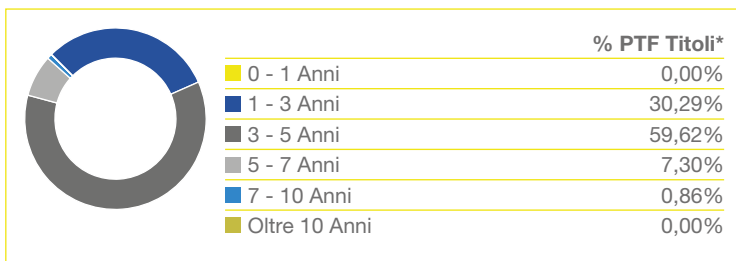 % PTF Titoli*
0 - 1 Anni 0,00%
1 - 3 Anni 30,29%
3 - 5 Anni 59,62%
5 - 7 Anni 7,30%
7 - 10 Anni 0,86%
Oltre 10 Anni 0,00%